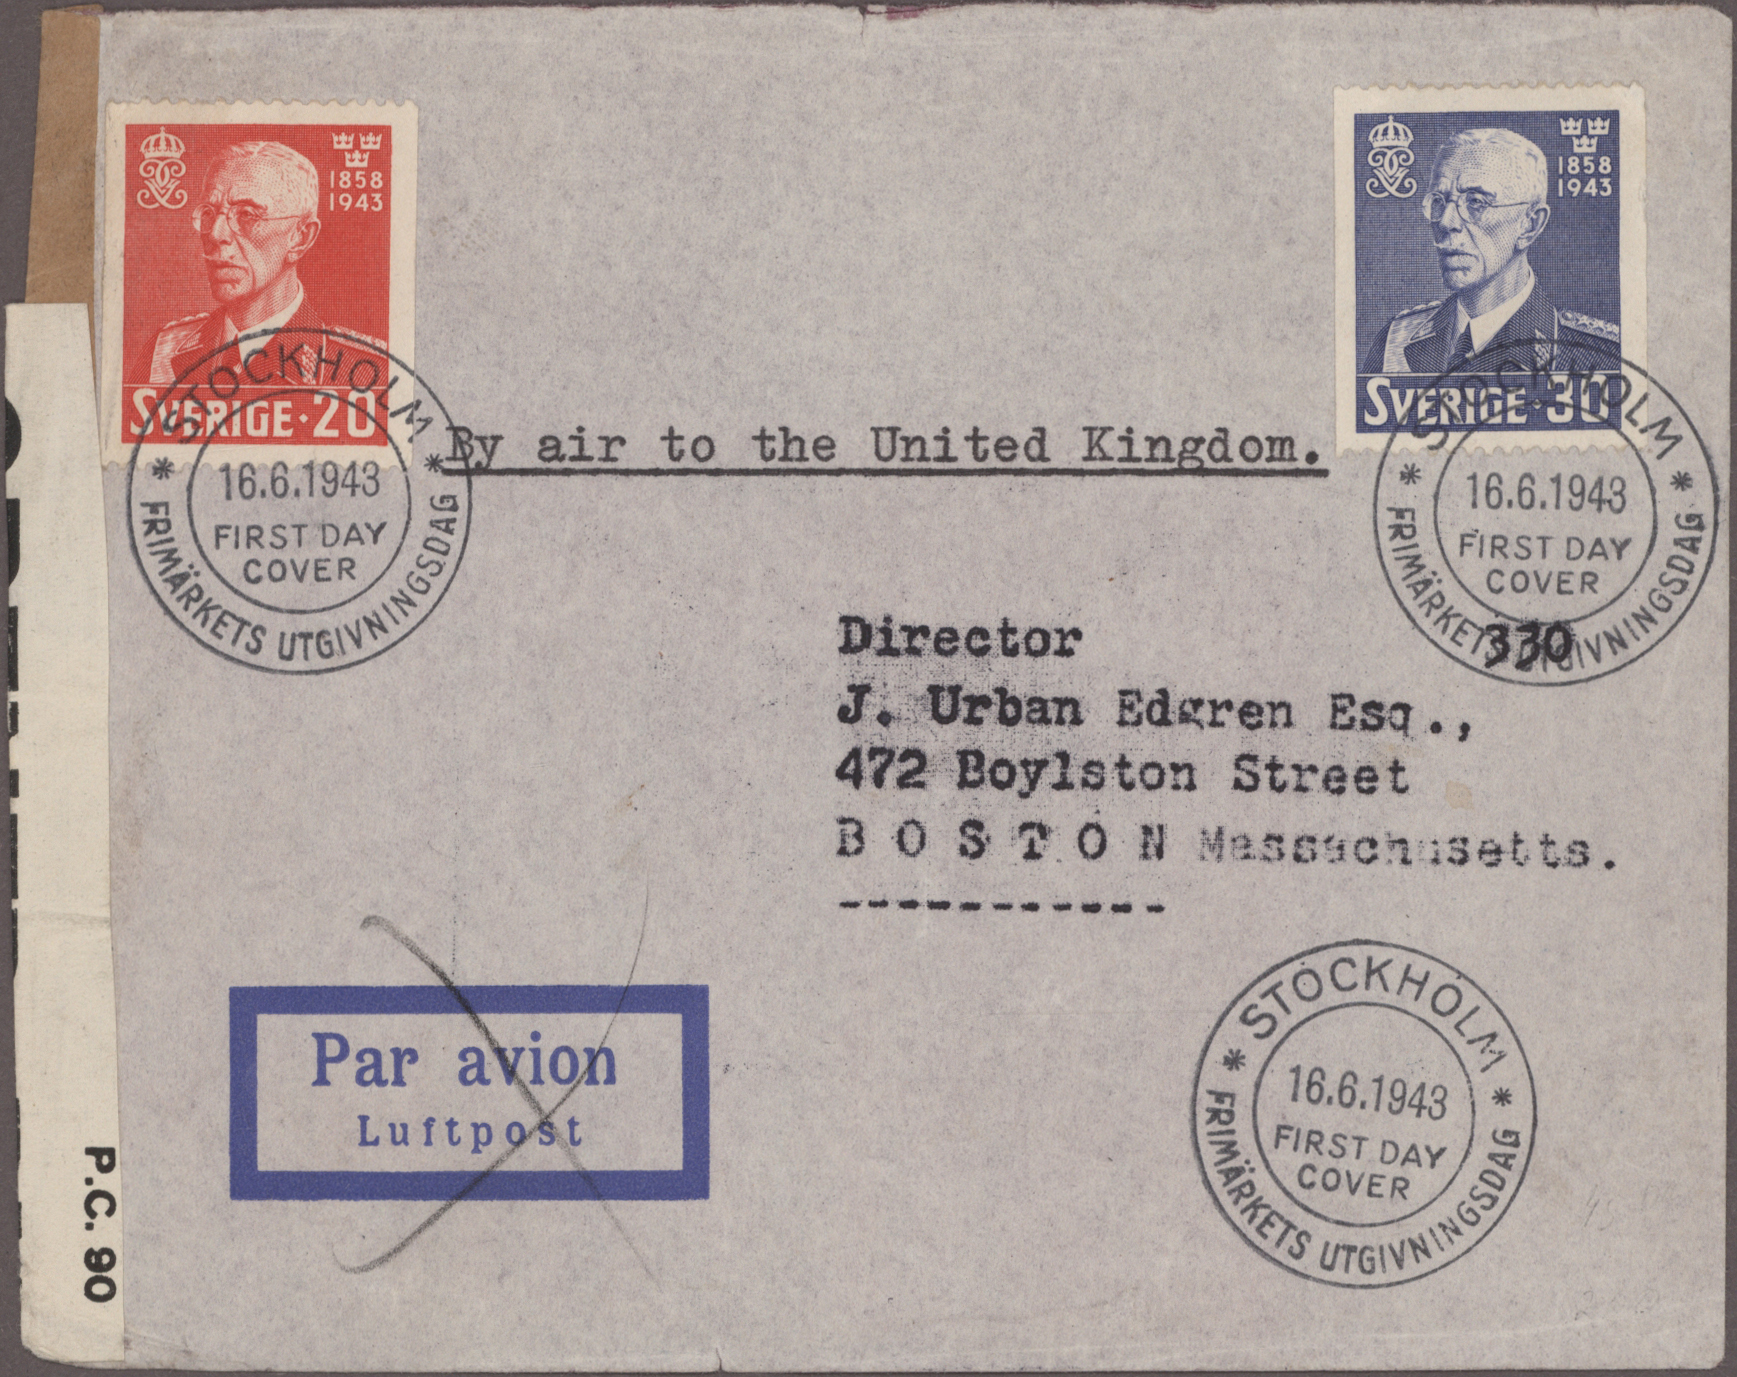 1858
1943
SVERIGE·20
1858
1943
SVERIGE·30
STOCKHOLM
16.6.1943
FIRST DAY
COVER
* FRIMÄRKETS UTGIVNINGSDAG *
By air to the United Kingdom.
STOCKHOLM
16.6.1943
FIRST DAY
COVER
* FRIMÄRKETS UTGIVNINGSDAG *
330
Director
J. Urban Edgren Esq.,
472 Boylston Street
BOSTON Massachusetts.
-----------
Par avion
Luftpost
STOCKHOLM
16.6.1943
FIRST DAY
COVER
* FRIMÄRKETS UTGIVNINGSDAG *
P.C. 90